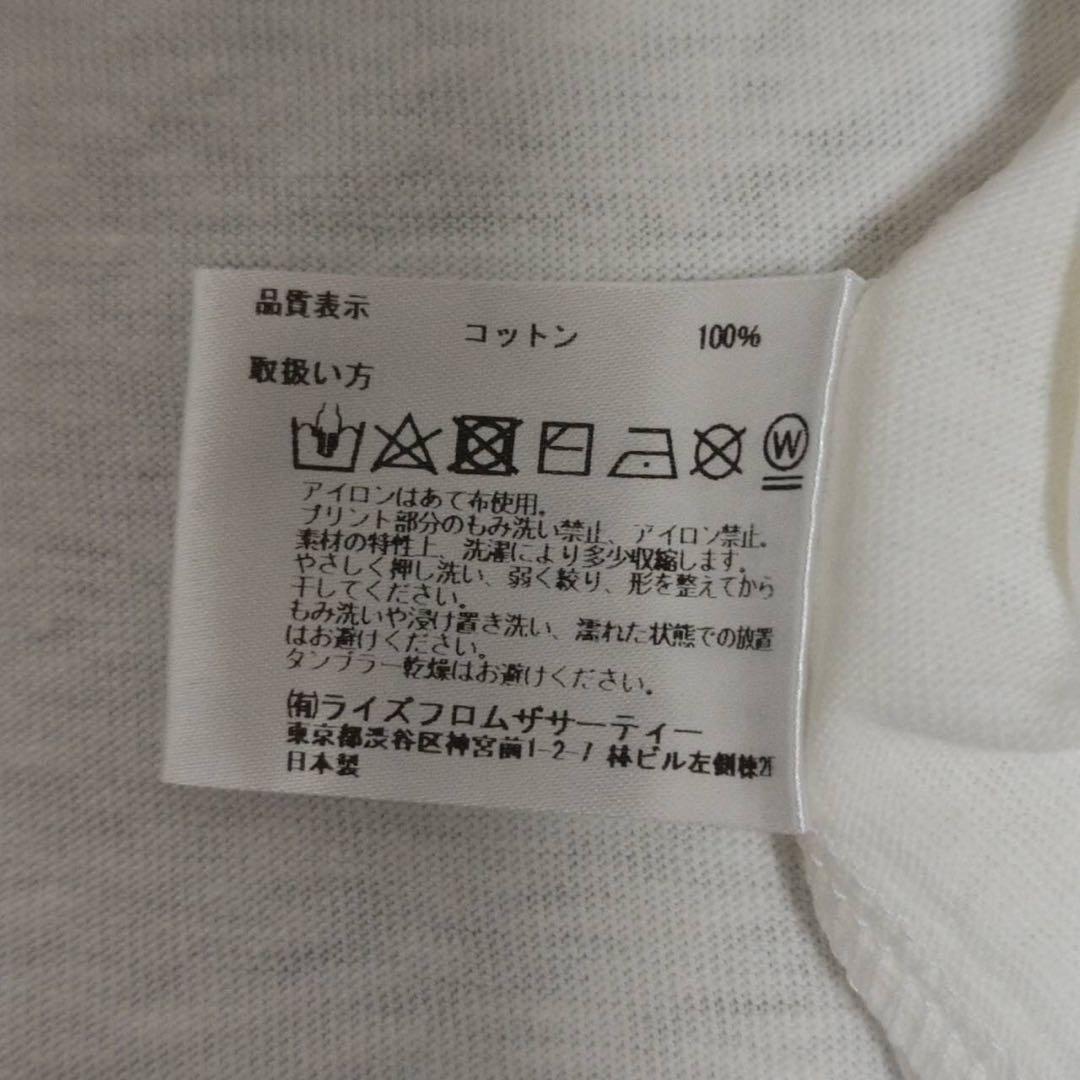 品質表示
コットン 100%
取扱い方
W
アイロンはあて布使用。
プリント部分のもみ洗い禁止、アイロン禁止。
素材の特性上、洗濯により多少収縮します。
やさしく押し洗い、弱く絞り、形を整えてから
干してください。
もみ洗いや浸け置き洗い、濡れた状態での放置
はお避けください。
タンブラー乾燥はお避けください。
(有)ライズフロムザサーティー
東京都渋谷区神宮前1-2-7 林ビル左側棟2F
日本製